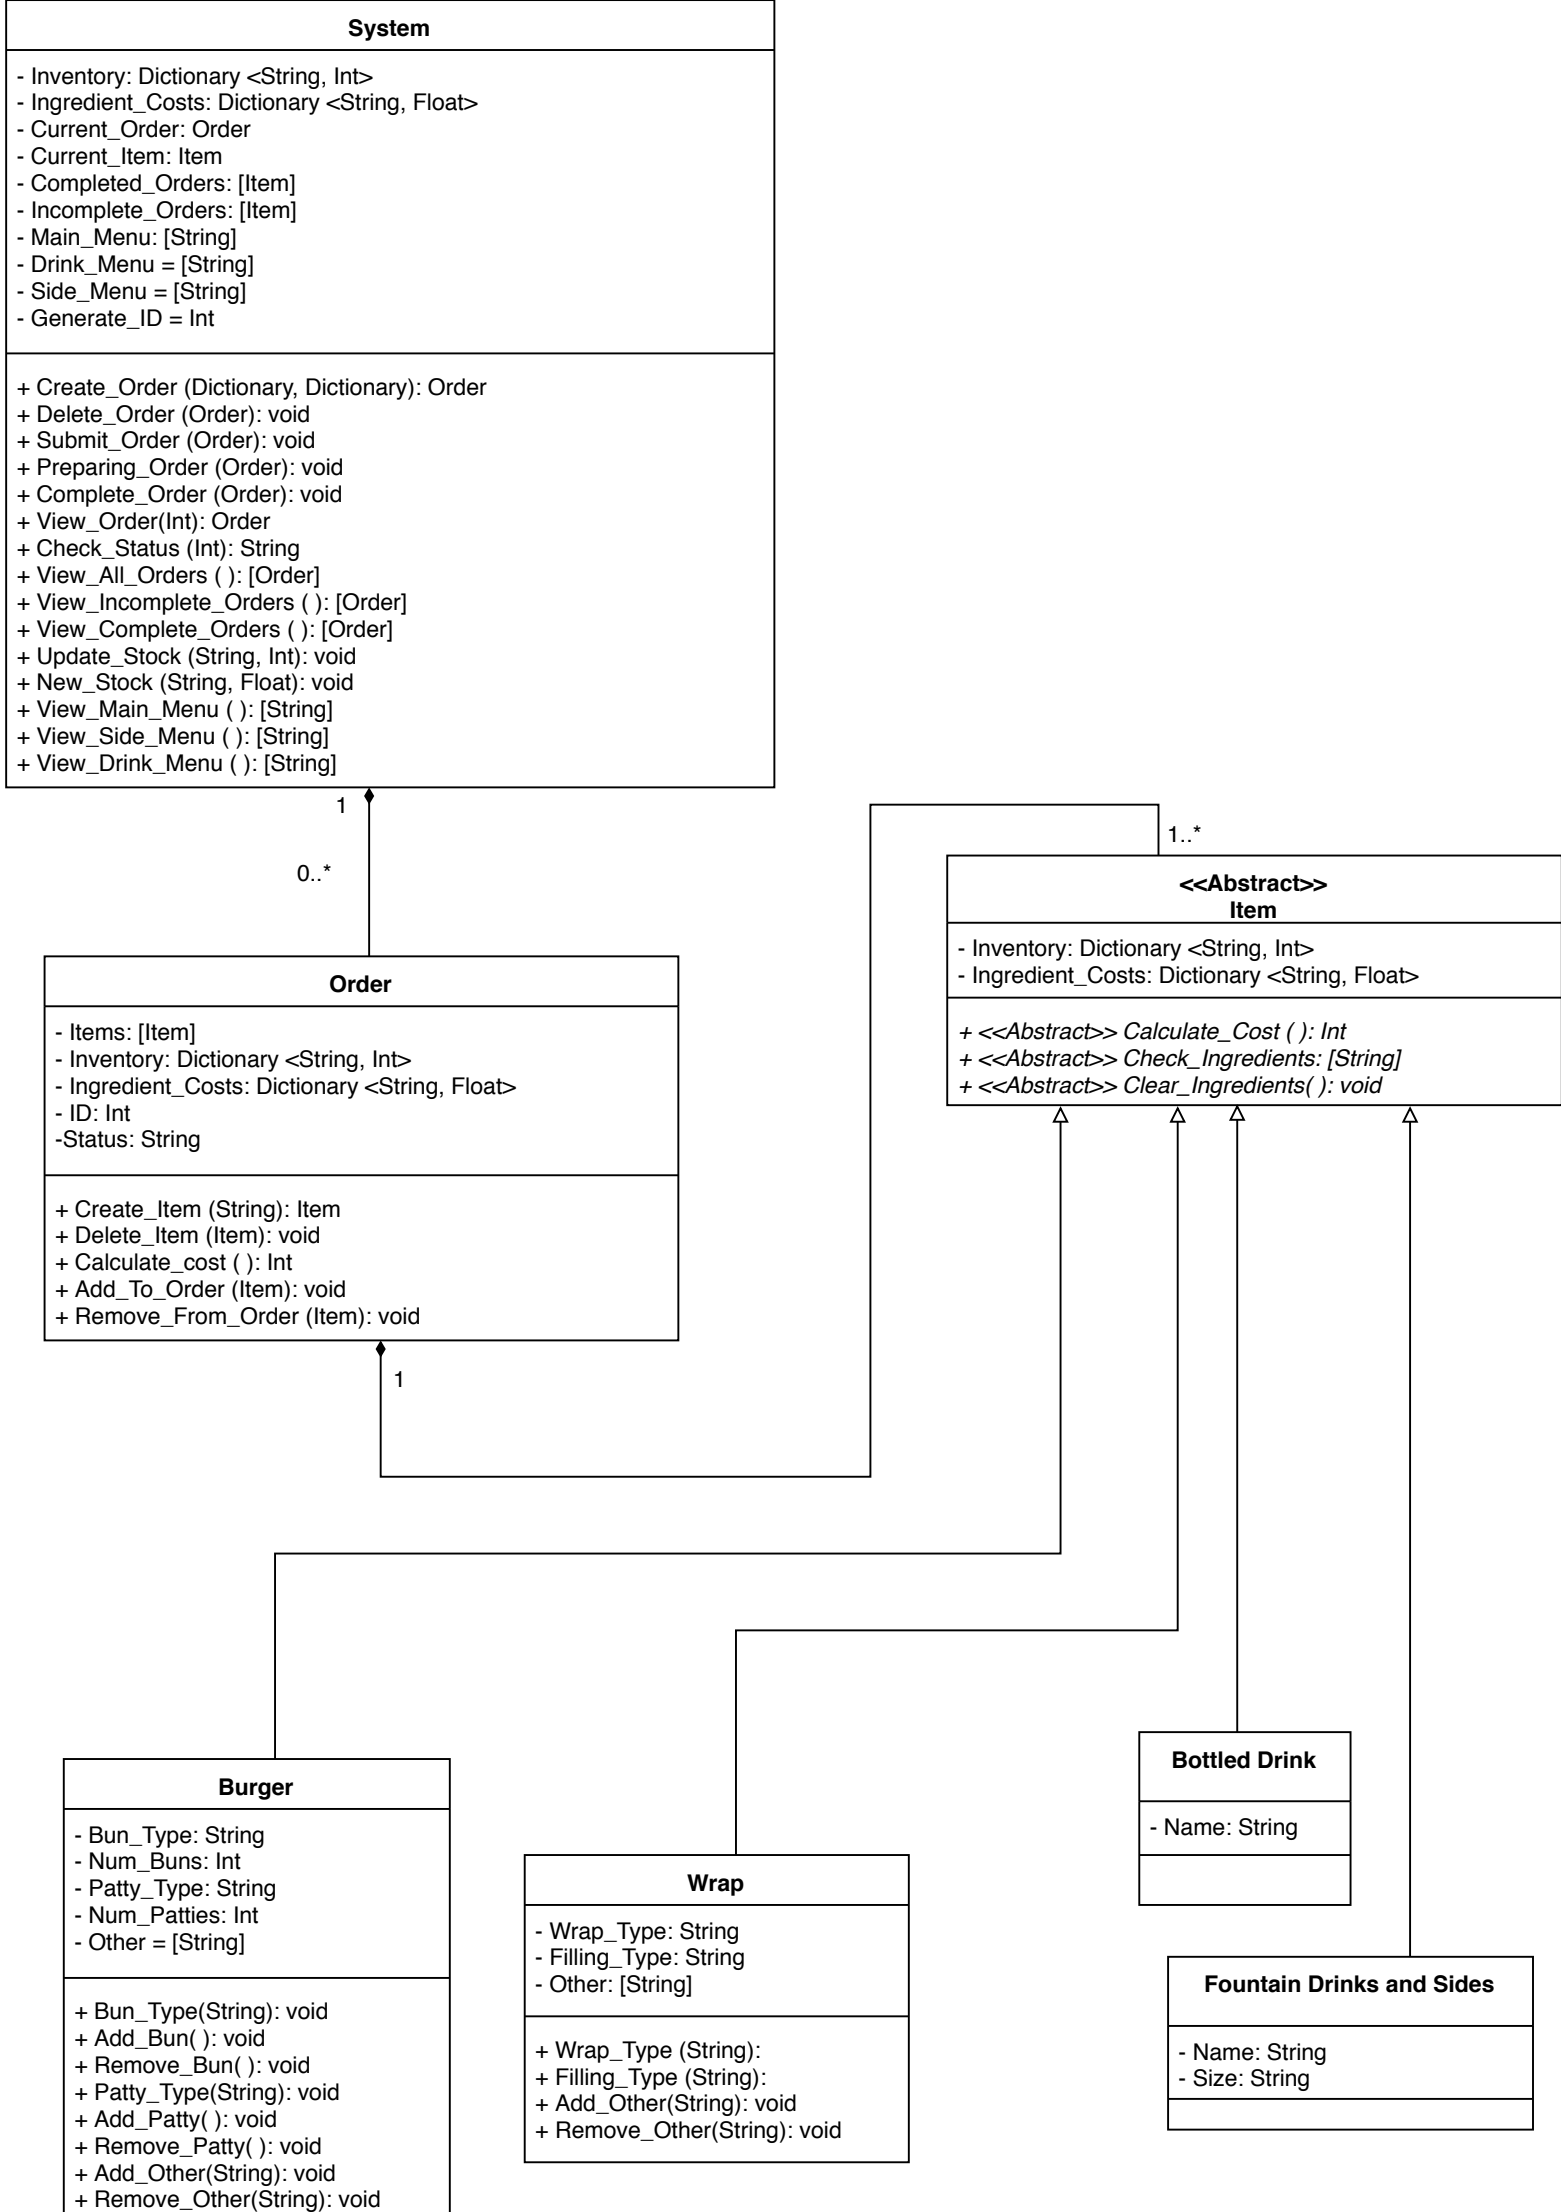 System
- Inventory: Dictionary <String, Int>
- Ingredient_Costs: Dictionary <String, Float>
- Current_Order: Order
- Current_Item: Item
- Completed_Orders: [Item]
- Incomplete_Orders: [Item]
- Main_Menu: [String]
- Drink_Menu = [String]
- Side_Menu = [String]
- Generate_ID = Int
+ Create_Order (Dictionary, Dictionary): Order
+ Delete_Order (Order): void
+ Submit_Order (Order): void
+ Preparing_Order (Order): void
+ Complete_Order (Order): void
+ View_Order(Int): Order
+ Check_Status (Int): String
+ View_All_Orders ( ): [Order]
+ View_Incomplete_Orders ( ): [Order]
+ View_Complete_Orders ( ): [Order]
+ Update_Stock (String, Int): void
+ New_Stock (String, Float): void
+ View_Main_Menu ( ): [String]
+ View_Side_Menu ( ): [String]
+ View_Drink_Menu ( ): [String]
1
0..*
1..*
<<Abstract>>
Item
- Inventory: Dictionary <String, Int>
- Ingredient_Costs: Dictionary <String, Float>
+ <<Abstract>> Calculate_Cost ( ): Int
+ <<Abstract>> Check_Ingredients: [String]
+ <<Abstract>> Clear_Ingredients( ): void
Order
- Items: [Item]
- Inventory: Dictionary <String, Int>
- Ingredient_Costs: Dictionary <String, Float>
- ID: Int
-Status: String
+ Create_Item (String): Item
+ Delete_Item (Item): void
+ Calculate_cost ( ): Int
+ Add_To_Order (Item): void
+ Remove_From_Order (Item): void
1
Burger
- Bun_Type: String
- Num_Buns: Int
- Patty_Type: String
- Num_Patties: Int
- Other = [String]
+ Bun_Type(String): void
+ Add_Bun( ): void
+ Remove_Bun( ): void
+ Patty_Type(String): void
+ Add_Patty( ): void
+ Remove_Patty( ): void
+ Add_Other(String): void
+ Remove_Other(String): void
Wrap
- Wrap_Type: String
- Filling_Type: String
- Other: [String]
+ Wrap_Type (String):
+ Filling_Type (String):
+ Add_Other(String): void
+ Remove_Other(String): void
Bottled Drink
- Name: String
Fountain Drinks and Sides
- Name: String
- Size: String